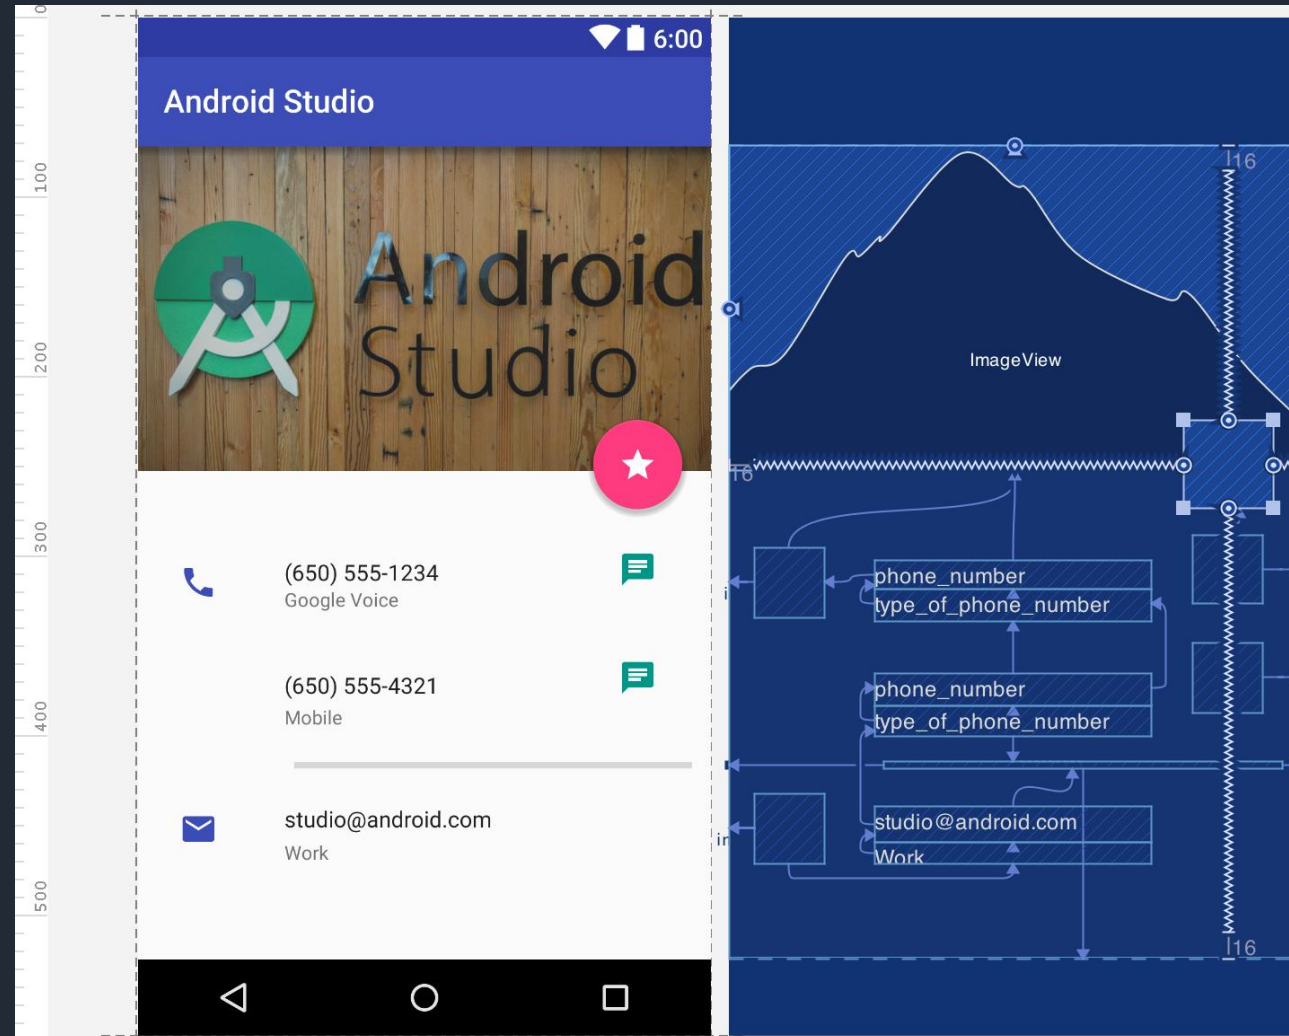 0
100
200
300
400
500
6:00
Android Studio
Android
Studio
(650) 555-1234
Google Voice
(650) 555-4321
Mobile
studio@android.com
Work
16
ImageView
16
phone_number
type_of_phone_number
phone_number
type_of_phone_number
studio@android.com
Work
16